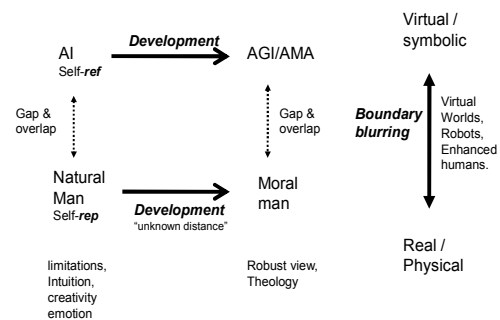 Development
AI
Self-ref
AGI/AMA
Virtual /
symbolic
Gap &
overlap
Gap &
overlap
Boundary
blurring
Virtual
Worlds,
Robots,
Enhanced
humans.
Natural
Man
Self-rep
Development
"unknown distance"
Moral
man
Real /
Physical
limitations,
Intuition,
creativity
emotion
Robust view,
Theology